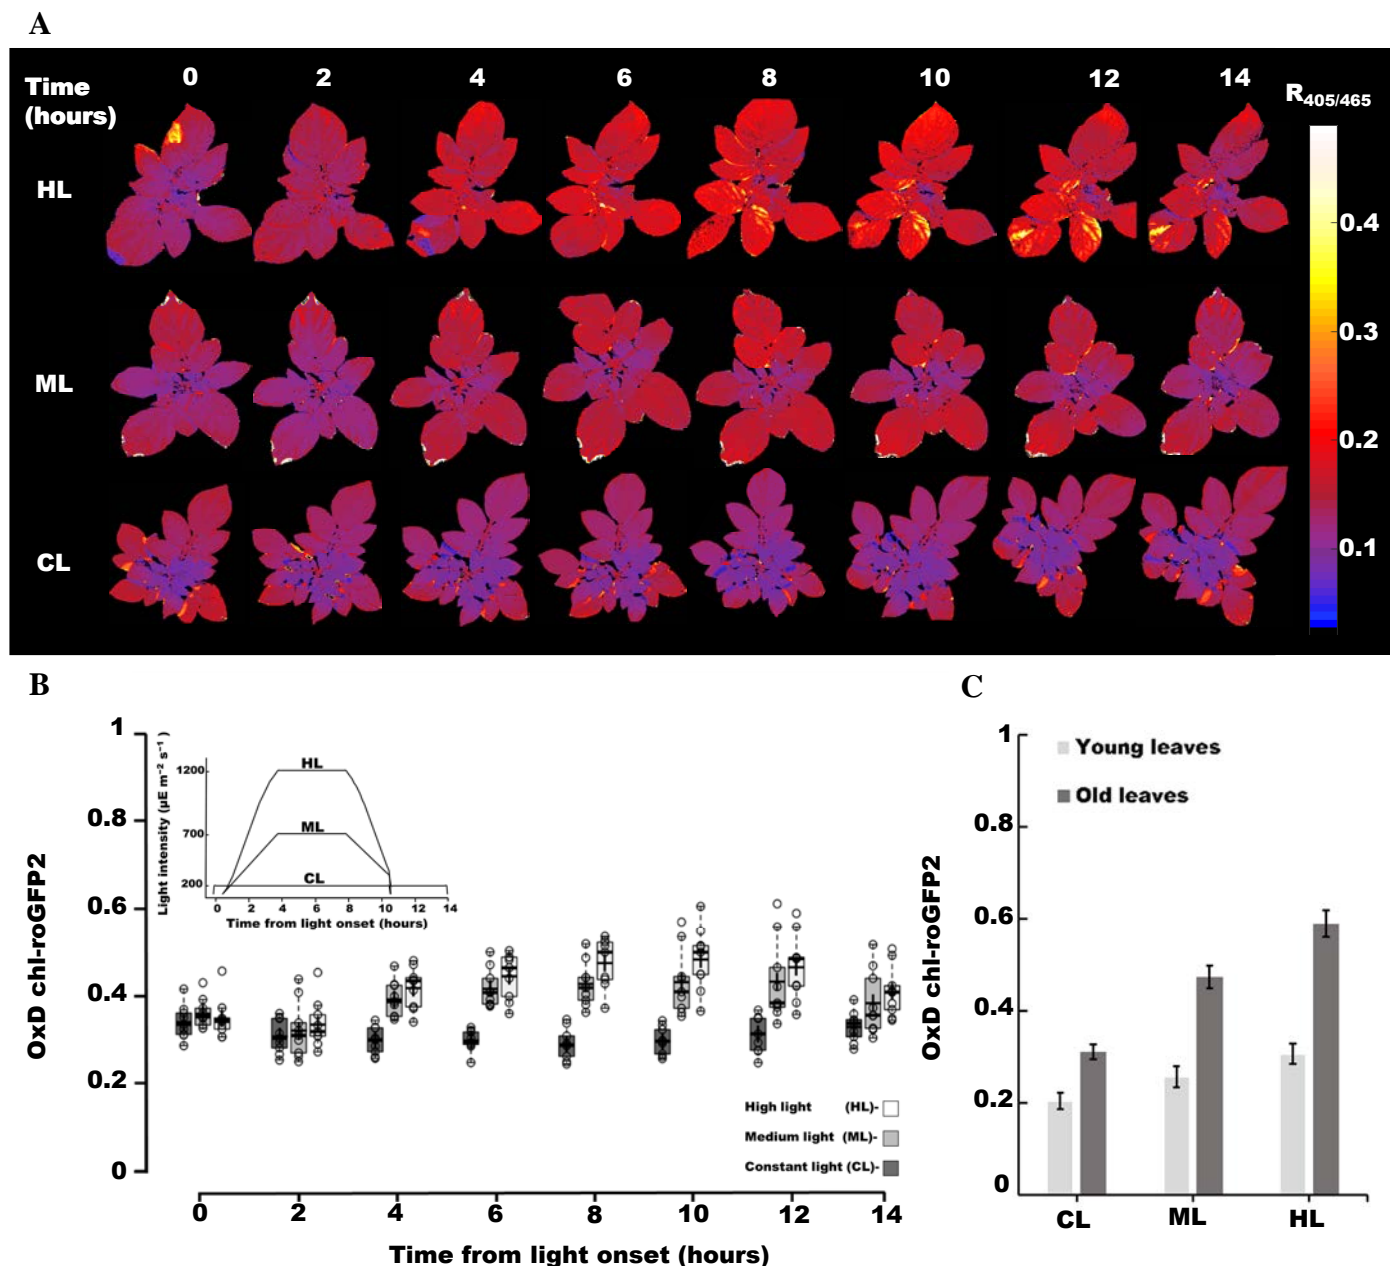 A
Time
(hours)
0 2 4 6 8 10 12 14
R405/465
HL
ML
CL
0.4
0.3
0.2
0.1
B
OxD chl-roGFP2
1
0.8
0.6
0.4
0.2
0
Light intensity (µE m⁻² s⁻¹)
1200
700
200
HL
ML
CL
0 2 4 6 8 10 12 14
Time from light onset (hours)
High light (HL)-
Medium light (ML)-
Constant light (CL)-
0 2 4 6 8 10 12 14
Time from light onset (hours)
C
OxD chl-roGFP2
1
0.8
0.6
0.4
0.2
0
Young leaves
Old leaves
CL ML HL